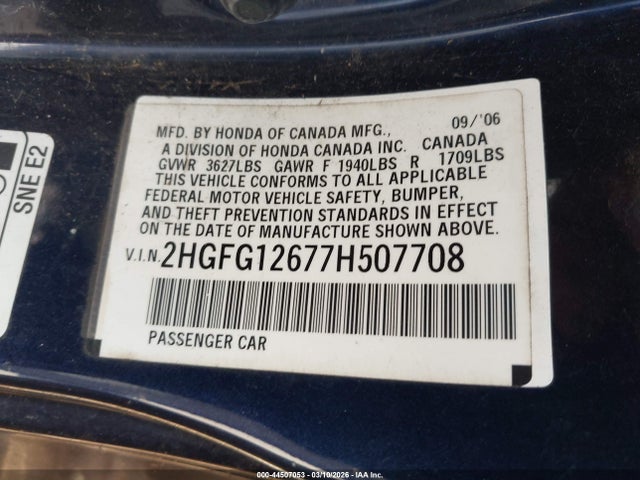 SNE E2
09/'06
MFD. BY HONDA OF CANADA MFG.,
A DIVISION OF HONDA CANADA INC. CANADA
GVWR 3627LBS GAWR F 1940LBS R 1709LBS
THIS VEHICLE CONFORMS TO ALL APPLICABLE
FEDERAL MOTOR VEHICLE SAFETY, BUMPER,
AND THEFT PREVENTION STANDARDS IN EFFECT
ON THE DATE OF MANUFACTURE SHOWN ABOVE.
V.I.N. 2HGFG12677H507708
PASSENGER CAR
000-44507053 - 03/10/2026 - IAA Inc.